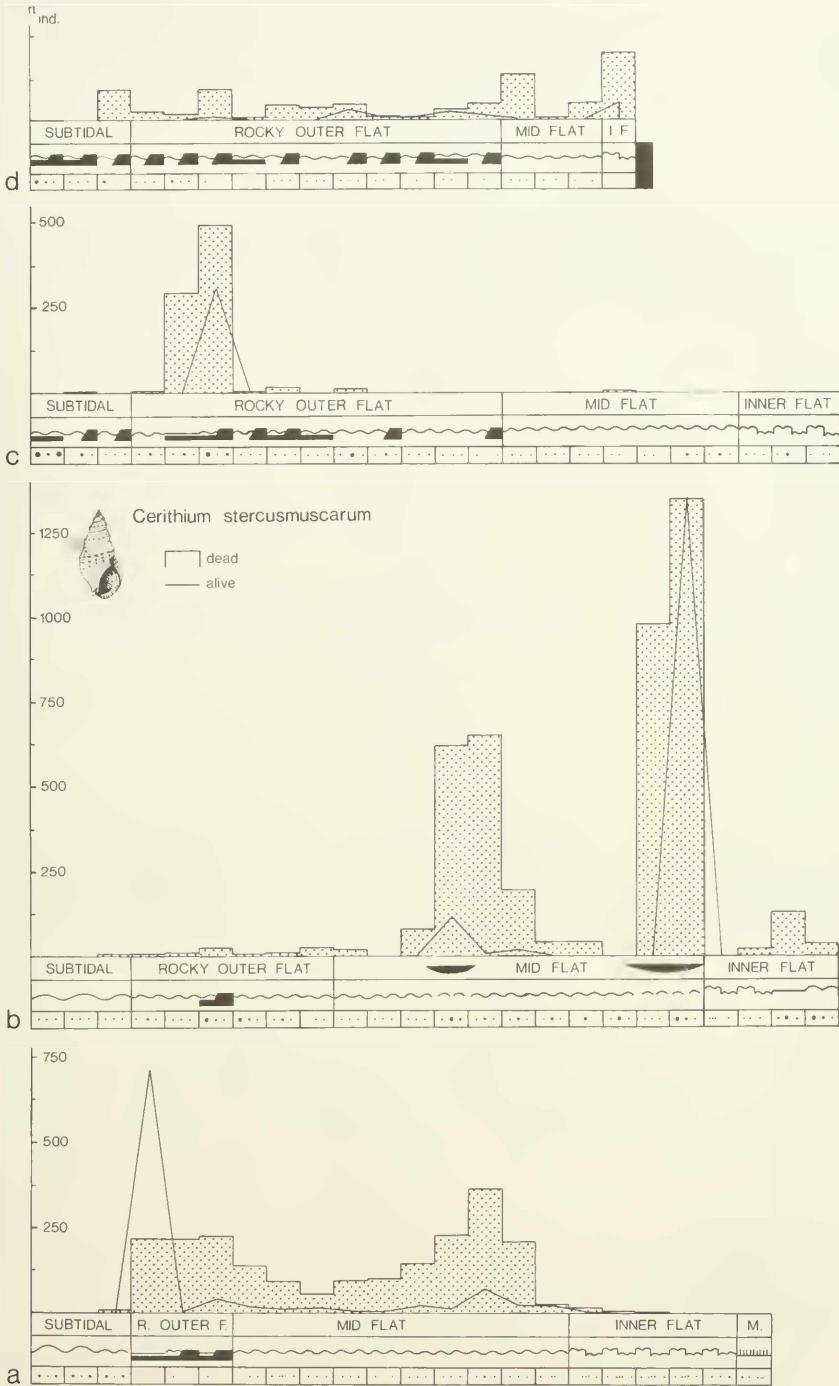 n
ind.
SUBTIDAL ROCKY OUTER FLAT MID FLAT I F
d
500
250
SUBTIDAL ROCKY OUTER FLAT MID FLAT INNER FLAT
c
Cerithium stercusmuscarum
dead
alive
1250
1000
750
500
250
SUBTIDAL ROCKY OUTER FLAT MID FLAT INNER FLAT
b
750
500
250
SUBTIDAL R. OUTER F. MID FLAT INNER FLAT M.
a